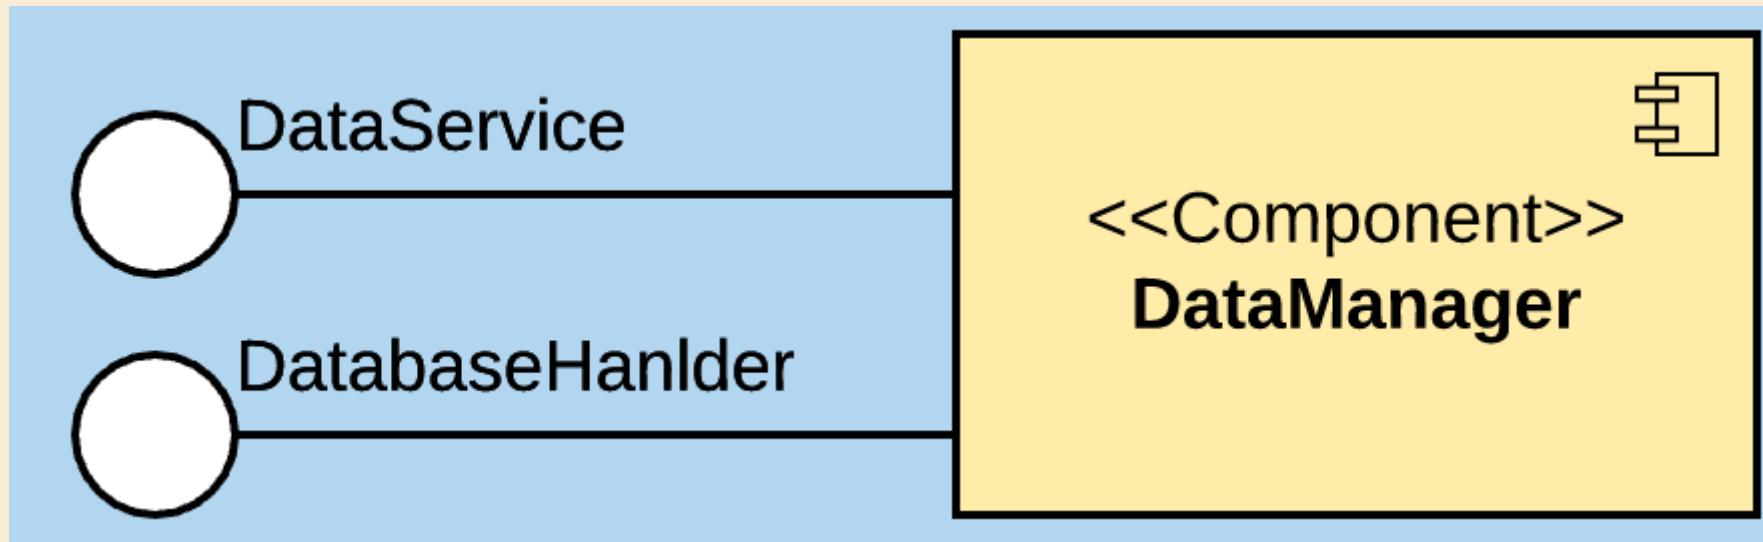 DataService
<<Component>>
DataManager
DatabaseHanlder